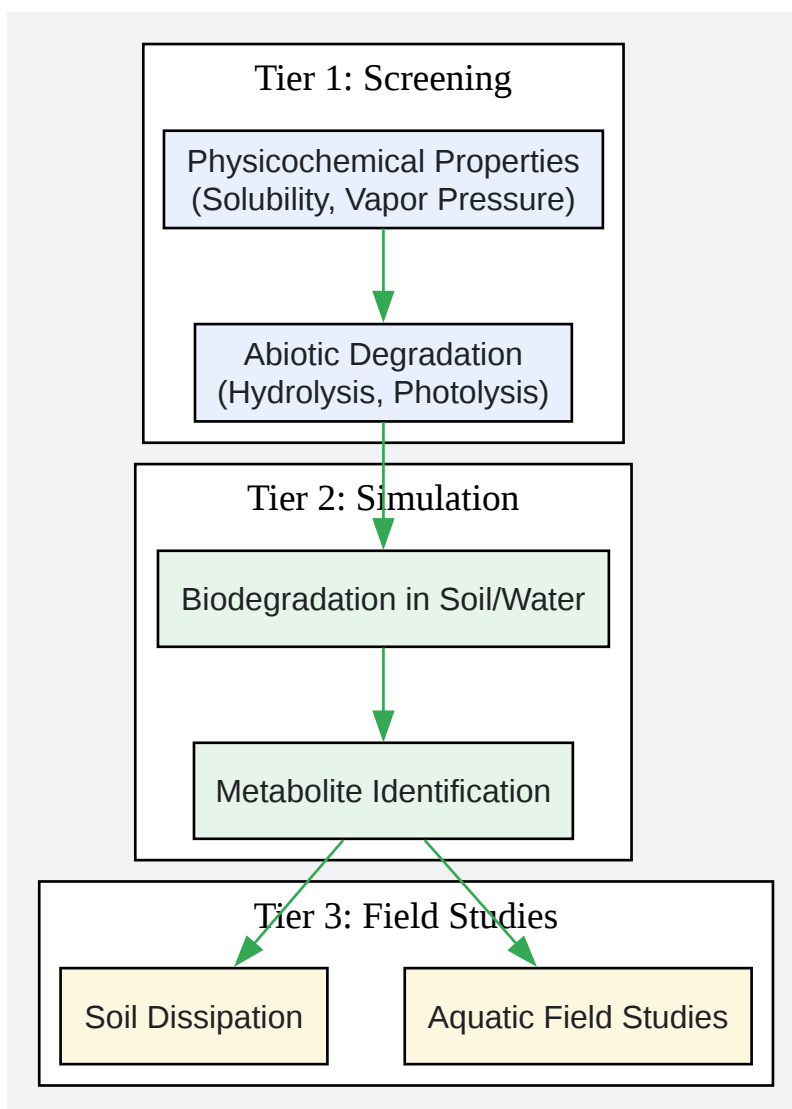 Tier 1: Screening
Physicochemical Properties
(Solubility, Vapor Pressure)
Abiotic Degradation
(Hydrolysis, Photolysis)
Tier 2: Simulation
Biodegradation in Soil/Water
Metabolite Identification
Tier 3: Field Studies
Soil Dissipation
Aquatic Field Studies